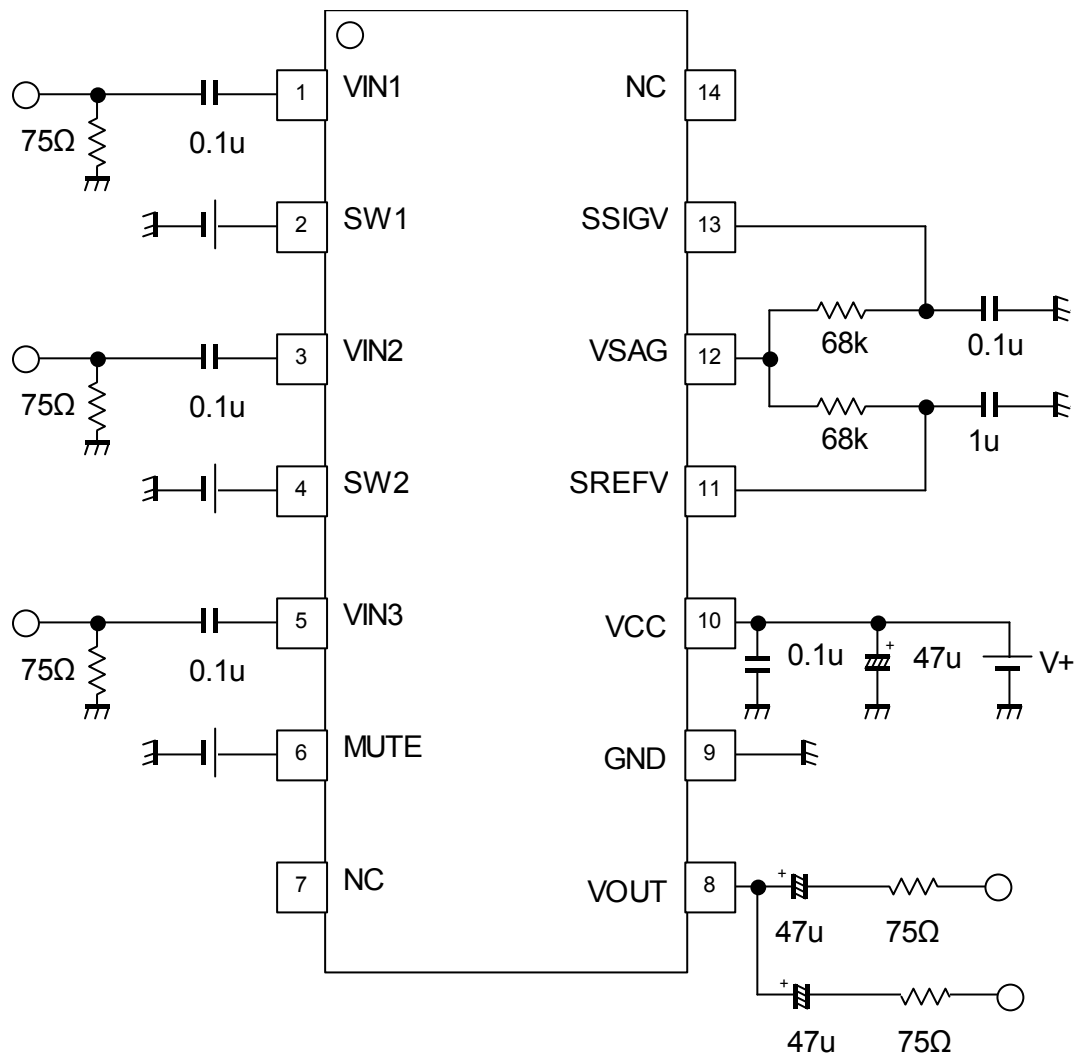 1 VIN1
75Ω 0.1u
2 SW1
3 VIN2
75Ω 0.1u
4 SW2
5 VIN3
75Ω 0.1u
6 MUTE
7 NC
NC 14
SSIGV 13
68k 0.1u
VSAG 12
68k 1u
SREFV 11
VCC 10
0.1u + 47u V+
GND 9
VOUT 8
+
47u 75Ω
+
47u 75Ω